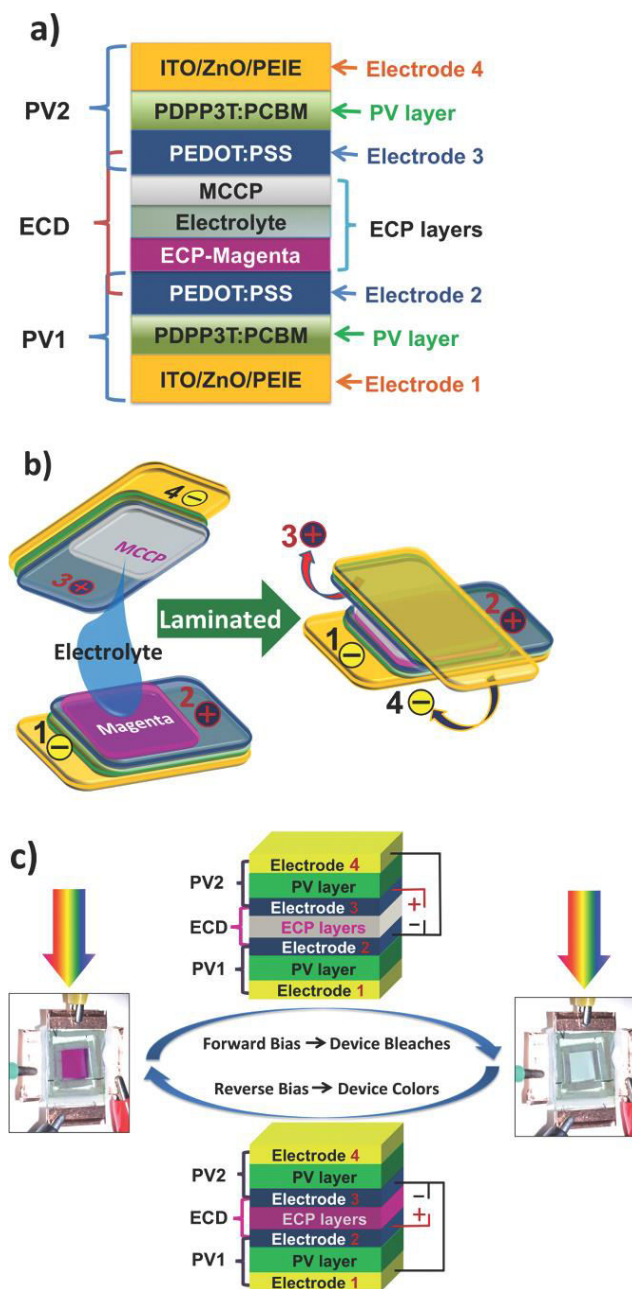 a)
ITO/ZnO/PEIE
Electrode 4
PV2
PDPP3T:PCBM
PV layer
PEDOT:PSS
Electrode 3
MCCP
ECD
Electrolyte
ECP layers
ECP-Magenta
PEDOT:PSS
Electrode 2
PV1
PDPP3T:PCBM
PV layer
ITO/ZnO/PEIE
Electrode 1
b)
4 −
MCCP
3 +
Electrolyte
Magenta
2 +
1 −
Laminated
3 +
2 +
1 −
4 −
c)
Electrode 4
PV2
PV layer
Electrode 3
+
ECD
ECP layers
−
Electrode 2
PV1
PV layer
Electrode 1
Forward Bias → Device Bleaches
Reverse Bias → Device Colors
Electrode 4
PV2
PV layer
Electrode 3
−
ECD
ECP layers
+
Electrode 2
PV1
PV layer
Electrode 1